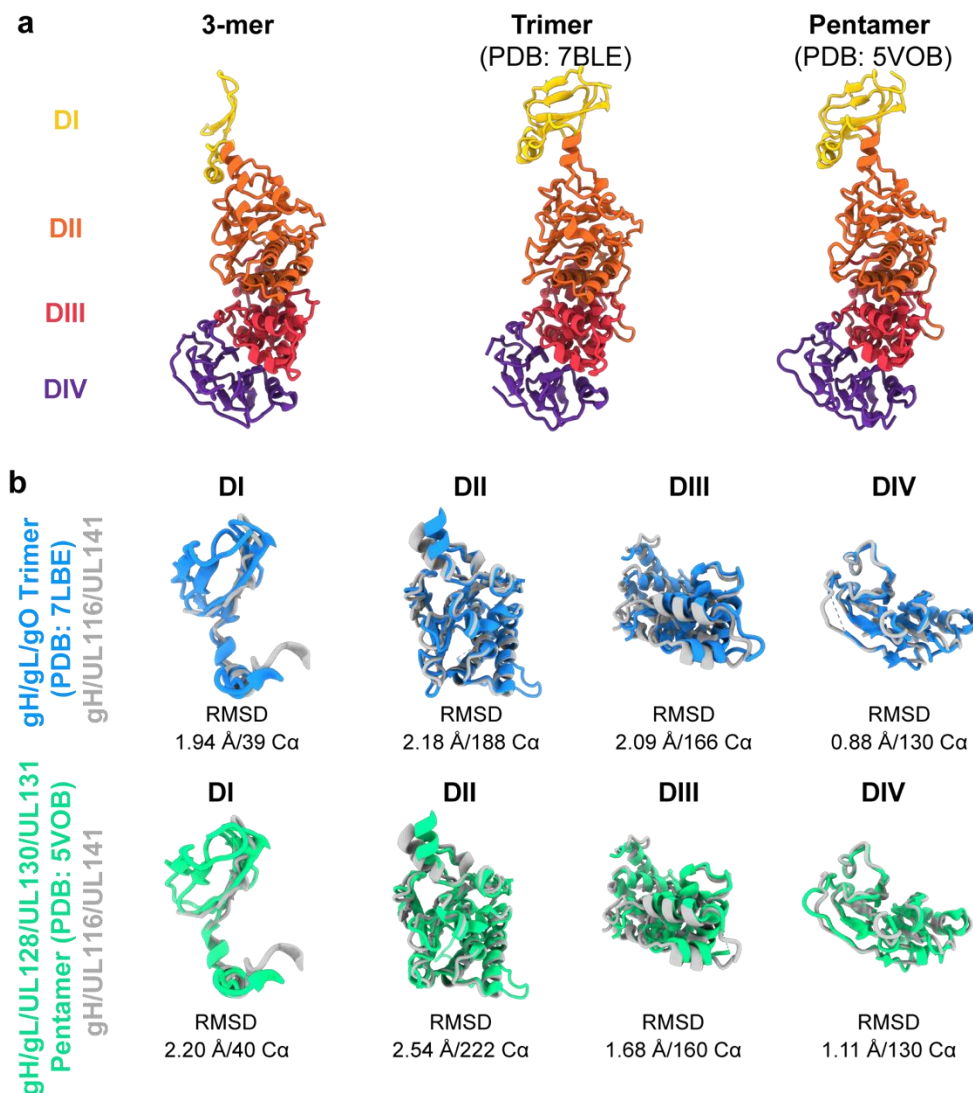 a
3-mer
Trimer
(PDB: 7BLE)
Pentamer
(PDB: 5VOB)
DI
DII
DIII
DIV
b
DI
DII
DIII
DIV
gH/gL/gO Trimer
(PDB: 7LBE)
gH/UL116/UL141
RMSD
1.94 Å/39 Cα
RMSD
2.18 Å/188 Cα
RMSD
2.09 Å/166 Cα
RMSD
0.88 Å/130 Cα
DI
DII
DIII
DIV
gH/gL/UL128/UL130/UL131
Pentamer (PDB: 5VOB)
gH/UL116/UL141
RMSD
2.20 Å/40 Cα
RMSD
2.54 Å/222 Cα
RMSD
1.68 Å/160 Cα
RMSD
1.11 Å/130 Cα